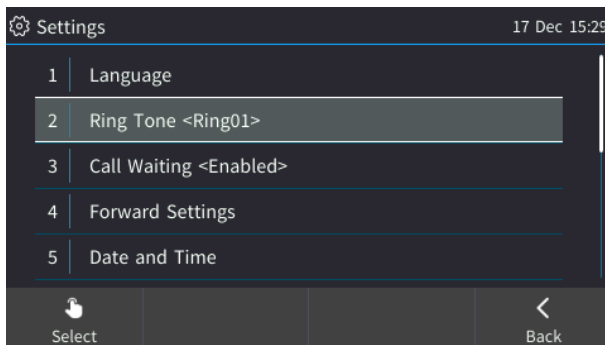 Settings
17 Dec 15:29
1 Language
2 Ring Tone <Ring01>
3 Call Waiting <Enabled>
4 Forward Settings
5 Date and Time
Select
Back